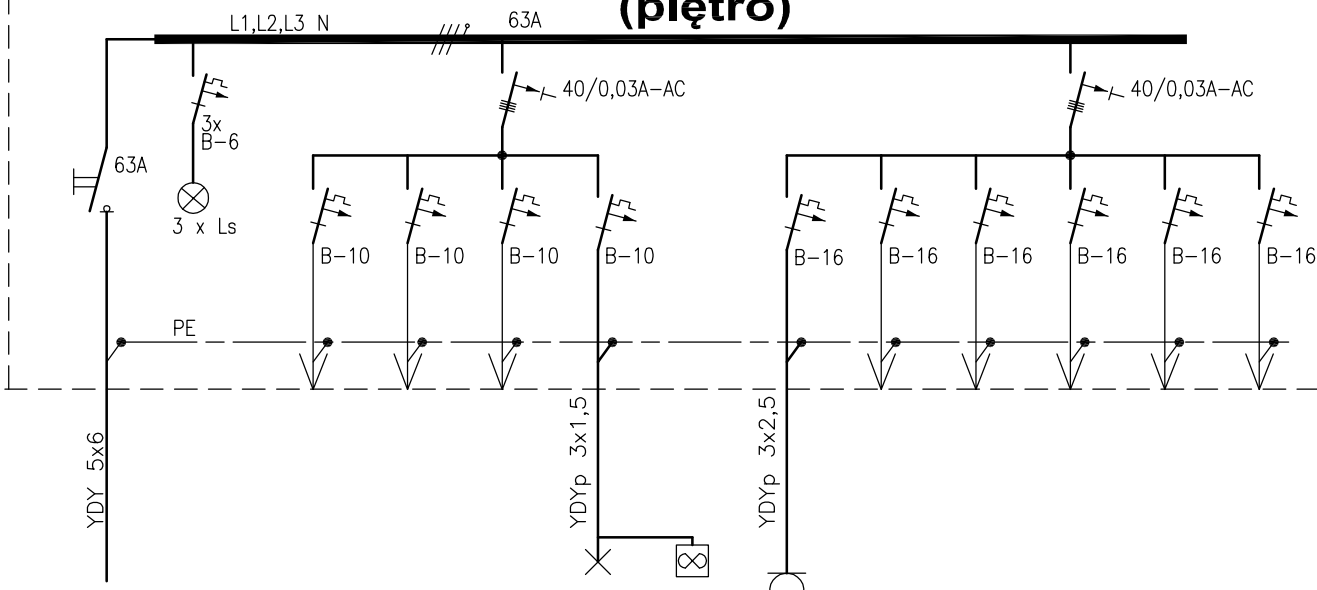 (piętro)
L1,L2,L3 N
63A
40/0,03A-AC
40/0,03A-AC
3x
B-6
63A
3 x Ls
B-10
B-10
B-10
B-10
B-16
B-16
B-16
B-16
B-16
B-16
PE
YDY 5x6
YDYp 3x1,5
YDYp 3x2,5